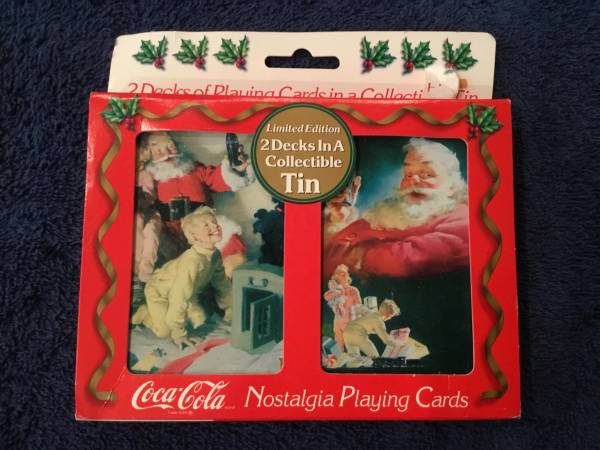 2 Decks of Playing Cards in a Collecti Tin
Limited Edition
2 Decks In A
Collectible
Tin
Coca-Cola
Nostalgia Playing Cards